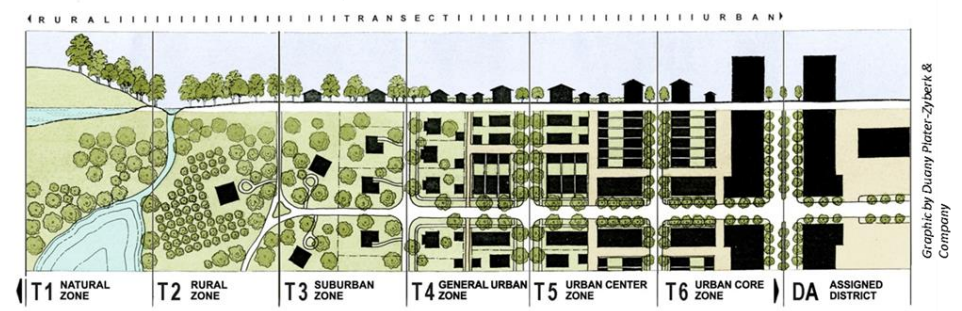 RURAL TRANSECT URBAN
T1 NATURAL ZONE
T2 RURAL ZONE
T3 SUBURBAN ZONE
T4 GENERAL URBAN ZONE
T5 URBAN CENTER ZONE
T6 URBAN CORE ZONE
DA ASSIGNED DISTRICT
Graphic by Duany Plater-Zyberk &
Company